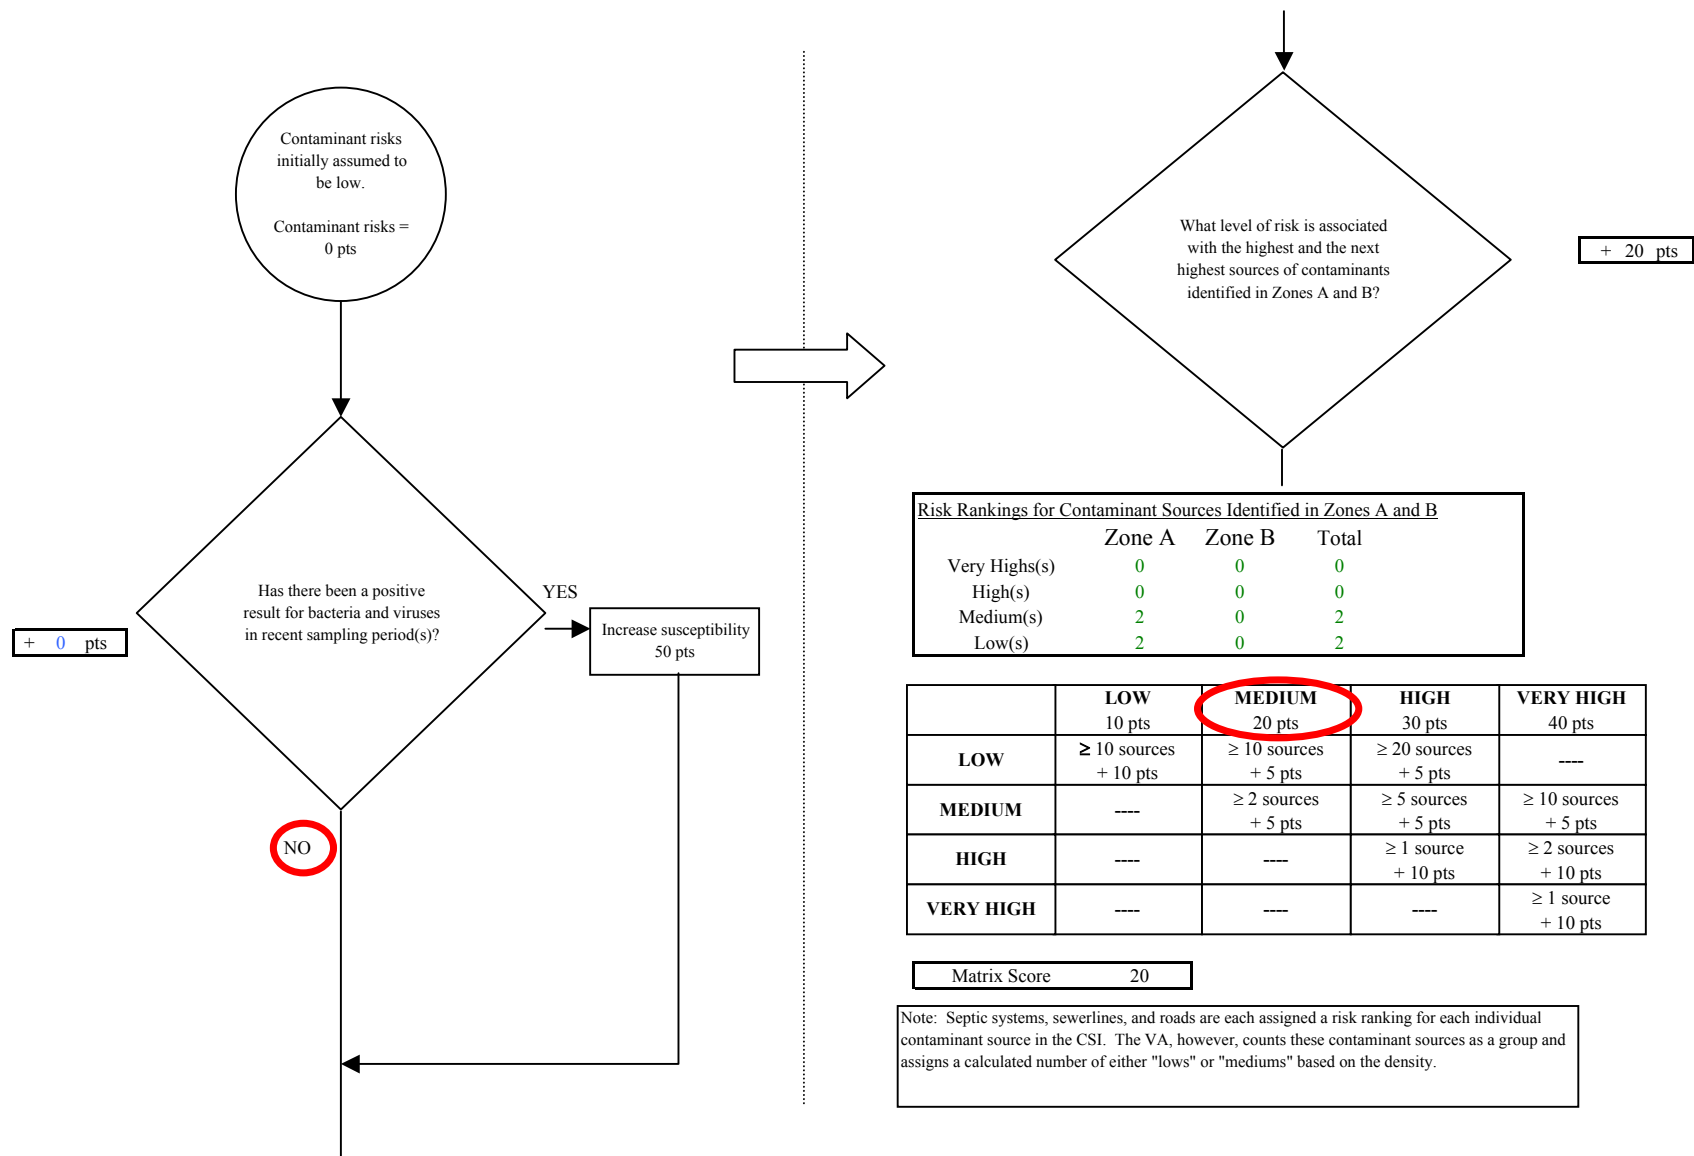 Contaminant risks
initially assumed to
be low.
Contaminant risks =
0 pts
Has there been a positive
result for bacteria and viruses
in recent sampling period(s)?
+ 0 pts
YES
Increase susceptibility
50 pts
NO
What level of risk is associated
with the highest and the next
highest sources of contaminants
identified in Zones A and B?
+ 20 pts
Risk Rankings for Contaminant Sources Identified in Zones A and B
Zone A Zone B Total
Very Highs(s) 0 0 0
High(s) 0 0 0
Medium(s) 2 0 2
Low(s) 2 0 2
LOW MEDIUM HIGH VERY HIGH
10 pts 20 pts 30 pts 40 pts
LOW ≥ 10 sources ≥ 10 sources ≥ 20 sources ----
+ 10 pts + 5 pts + 5 pts
MEDIUM ---- ≥ 2 sources ≥ 5 sources ≥ 10 sources
+ 5 pts + 5 pts + 5 pts
HIGH ---- ---- ≥ 1 source ≥ 2 sources
+ 10 pts + 10 pts
VERY HIGH ---- ---- ---- ≥ 1 source
+ 10 pts
Matrix Score 20
Note: Septic systems, sewerlines, and roads are each assigned a risk ranking for each individual
contaminant source in the CSI. The VA, however, counts these contaminant sources as a group and
assigns a calculated number of either "lows" or "mediums" based on the density.